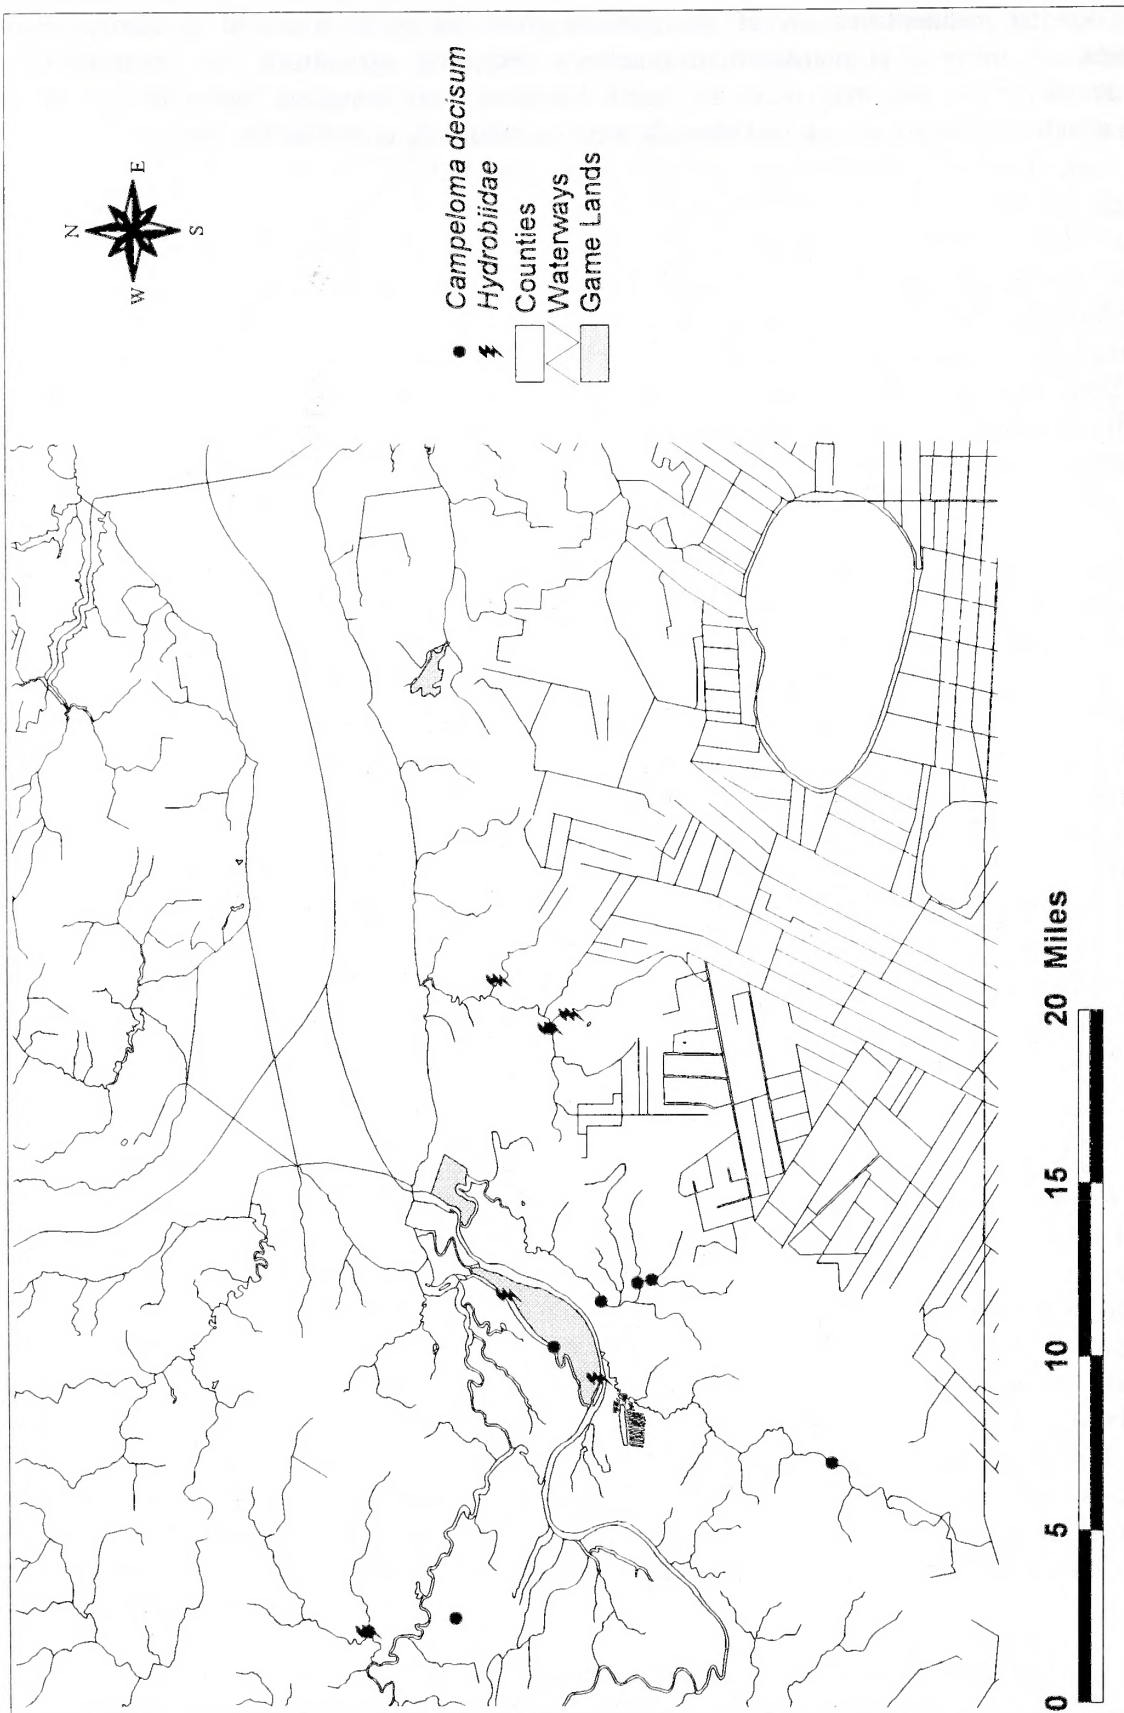 N
W E
S
Campeloma decisum
Hydrobiidae
Counties
Waterways
Game Lands
0 5 10 15 20 Miles